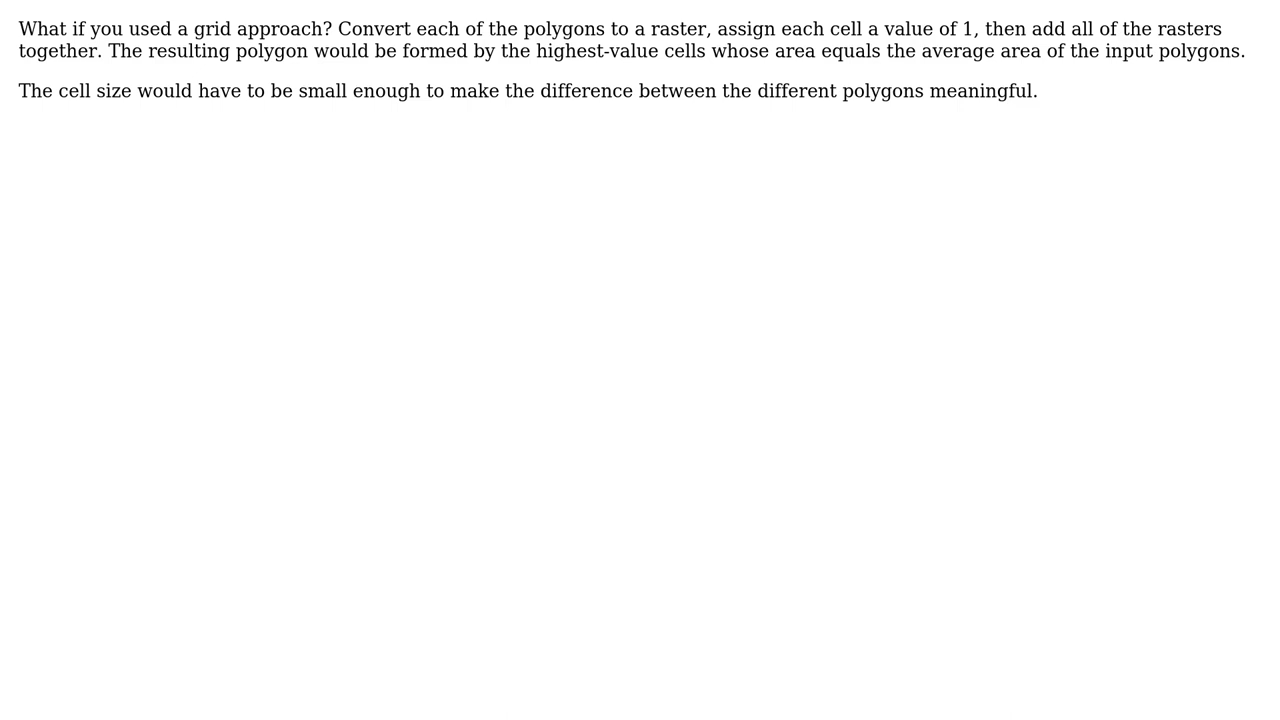 What if you used a grid approach? Convert each of the polygons to a raster, assign each cell a value of 1, then add all of the rasters
together. The resulting polygon would be formed by the highest-value cells whose area equals the average area of the input polygons.
The cell size would have to be small enough to make the difference between the different polygons meaningful.